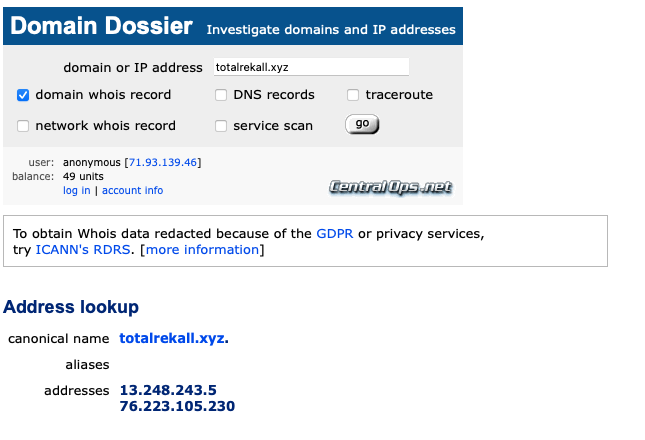 Domain Dossier Investigate domains and IP addresses
domain or IP address totalrekall.xyz
domain whois record DNS records traceroute
network whois record service scan go
user: anonymous [71.93.139.46]
balance: 49 units
log in | account info
CentralOps.net
To obtain Whois data redacted because of the GDPR or privacy services,
try ICANN's RDRS. [more information]
Address lookup
canonical name totalrekall.xyz.
aliases
addresses 13.248.243.5
76.223.105.230